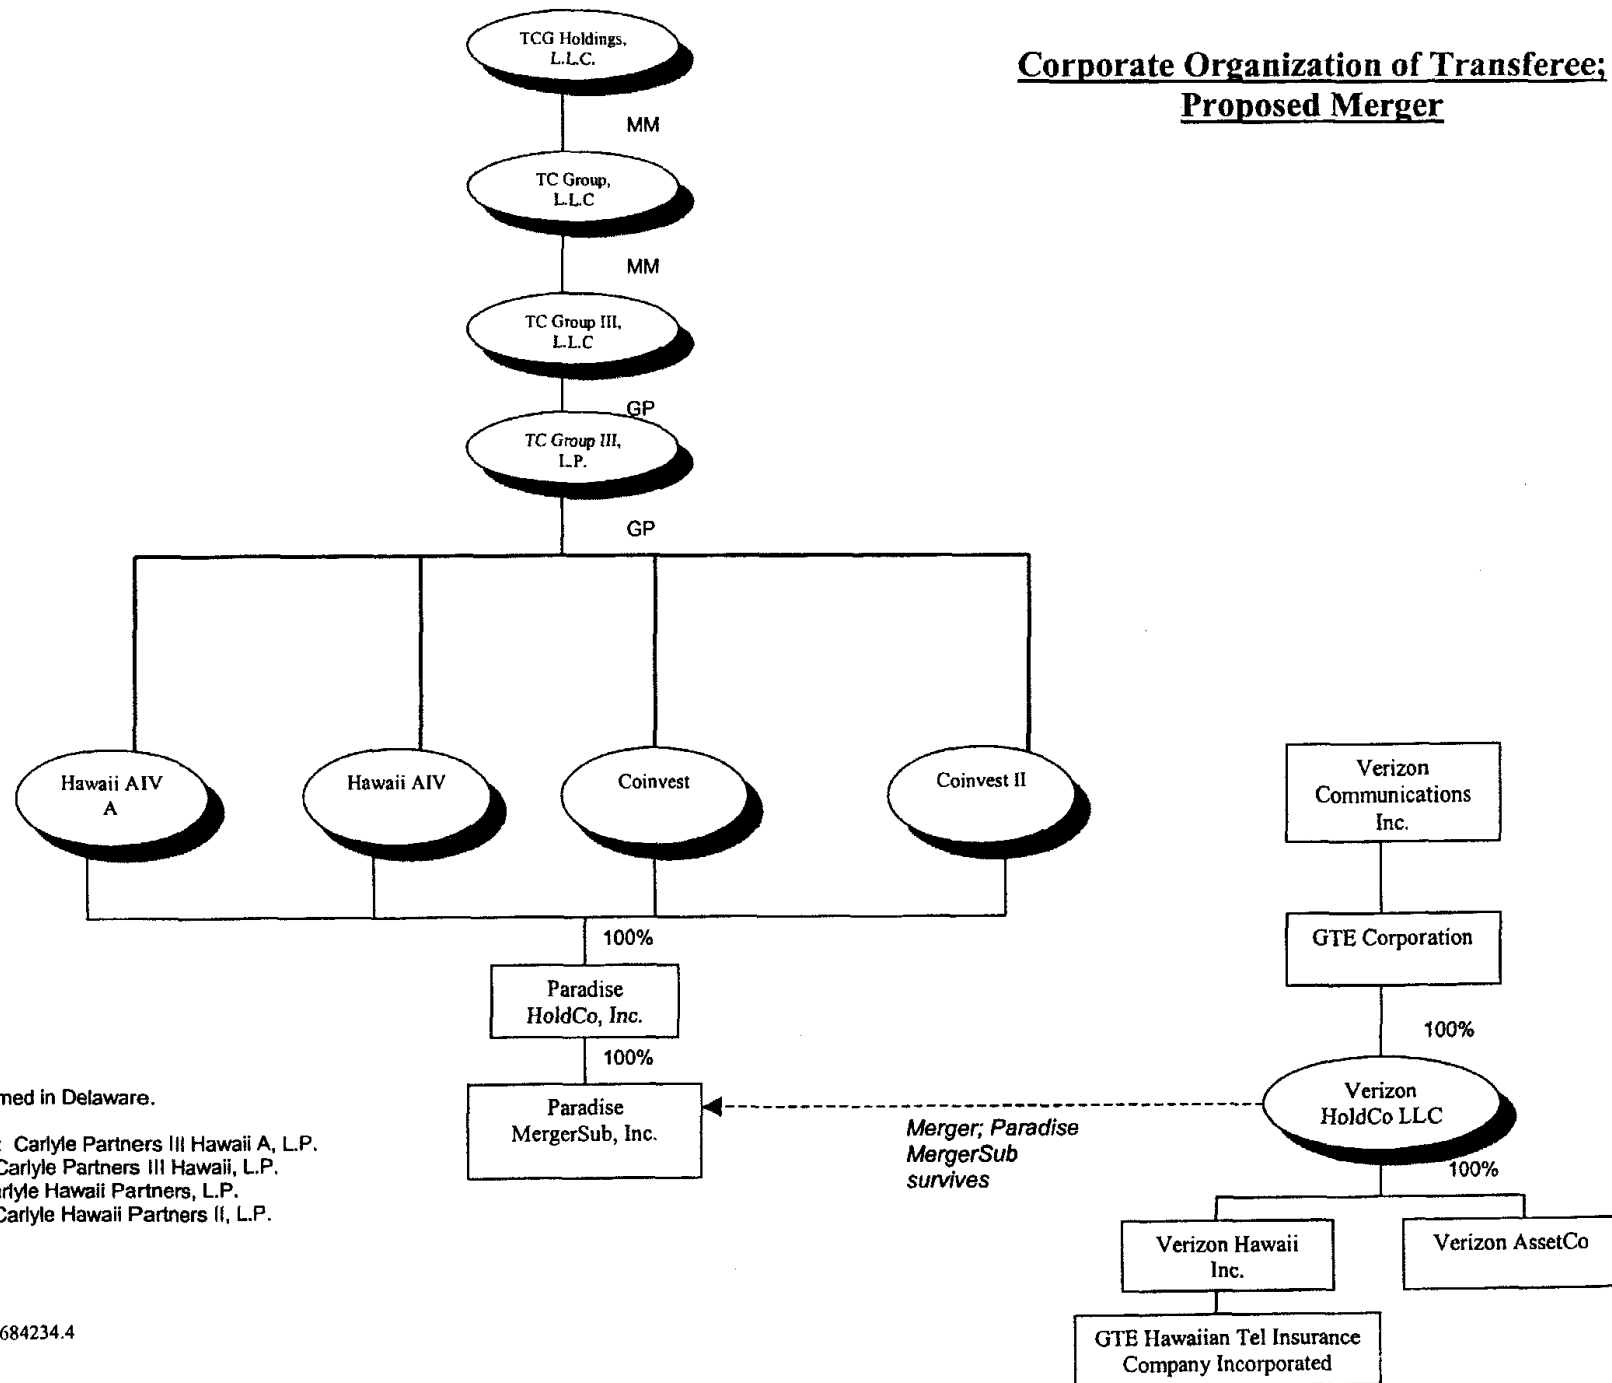 Corporate Organization of Transferee;
Proposed Merger
TCG Holdings,
L.L.C.
MM
TC Group,
L.L.C
MM
TC Group III,
L.L.C
GP
TC Group III,
L.P.
GP
Hawaii AIV
A
Hawaii AIV
Coinvest
Coinvest II
100%
Paradise
HoldCo, Inc.
100%
Paradise
MergerSub, Inc.
Merger; Paradise
MergerSub
survives
Verizon
Communications
Inc.
GTE Corporation
100%
Verizon
HoldCo LLC
100%
Verizon Hawaii
Inc.
Verizon AssetCo
GTE Hawaiian Tel Insurance
Company Incorporated
in Delaware.
Carlyle Partners III Hawaii A, L.P.
Carlyle Partners III Hawaii, L.P.
Hawaii Partners, L.P.
Carlyle Hawaii Partners II, L.P.
684234.4